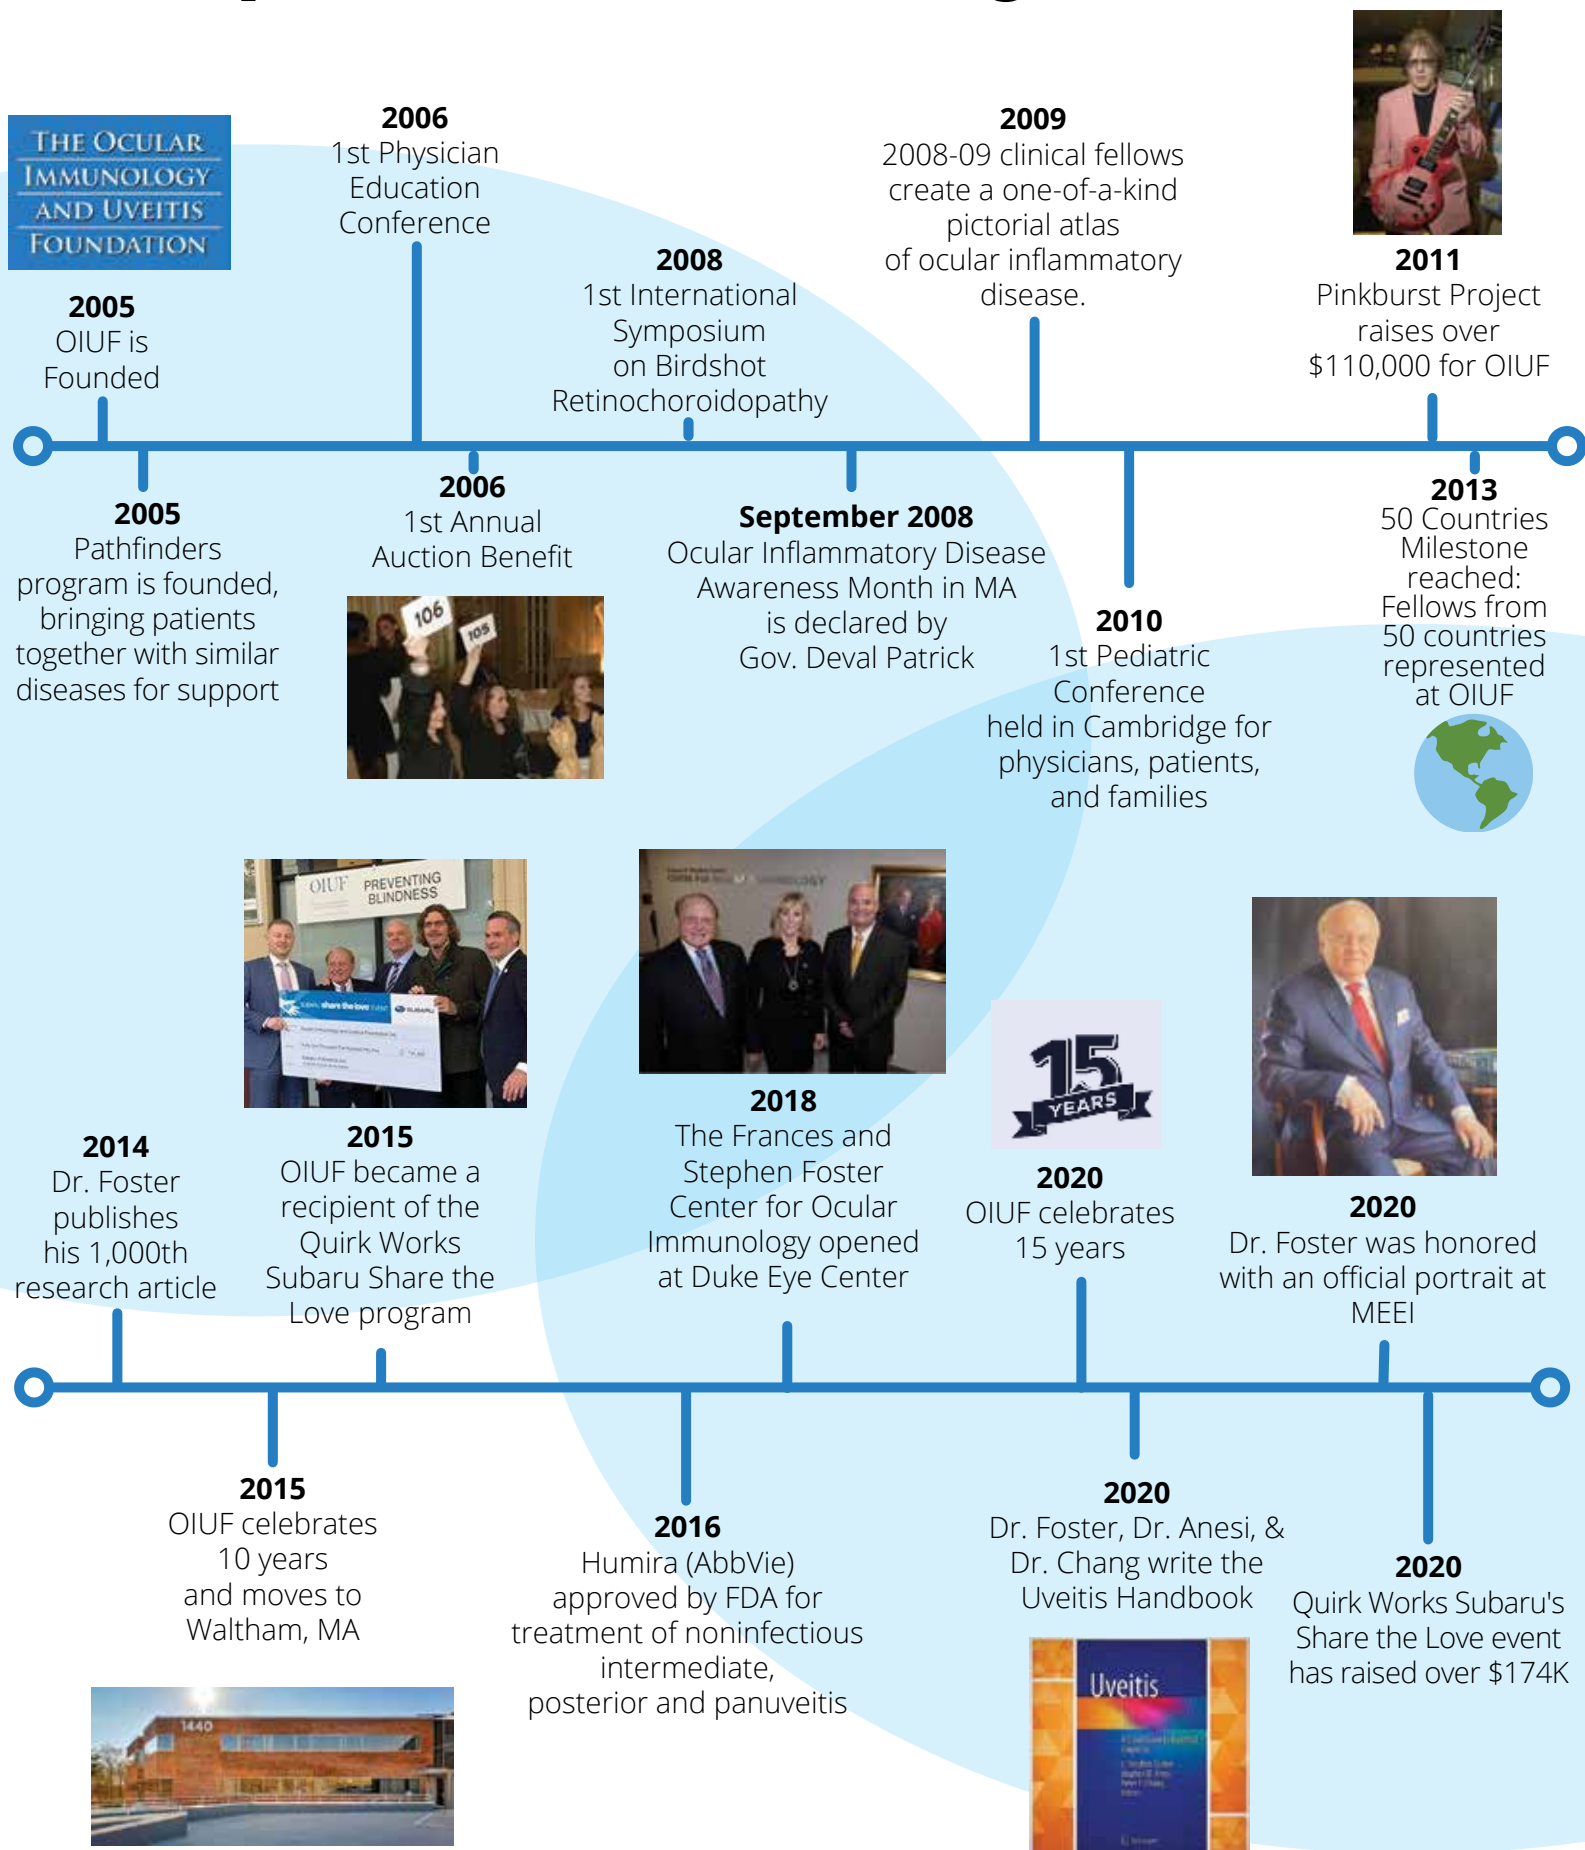 THE OCULAR
IMMUNOLOGY
AND UVEITIS
FOUNDATION
2005
OIUF is
Founded
2006
1st Physician
Education
Conference
2008
1st International
Symposium
on Birdshot
Retinochoroidopathy
2009
2008-09 clinical fellows
create a one-of-a-kind
pictorial atlas
of ocular inflammatory
disease.
2011
Pinkburst Project
raises over
$110,000 for OIUF
2005
Pathfinders
program is founded,
bringing patients
together with similar
diseases for support
2006
1st Annual
Auction Benefit
106
105
September 2008
Ocular Inflammatory Disease
Awareness Month in MA
is declared by
Gov. Deval Patrick
2010
1st Pediatric
Conference
held in Cambridge for
physicians, patients,
and families
2013
50 Countries
Milestone
reached:
Fellows from
50 countries
represented
at OIUF
2014
Dr. Foster
publishes
his 1,000th
research article
OIUF PREVENTING
BLINDNESS
SUBARU share the love EVENT SUBARU
2015
OIUF became a
recipient of the
Quirk Works
Subaru Share the
Love program
2018
The Frances and
Stephen Foster
Center for Ocular
Immunology opened
at Duke Eye Center
15
YEARS
2020
OIUF celebrates
15 years
2020
Dr. Foster was honored
with an official portrait at
MEEI
2015
OIUF celebrates
10 years
and moves to
Waltham, MA
1440
2016
Humira (AbbVie)
approved by FDA for
treatment of noninfectious
intermediate,
posterior and panuveitis
2020
Dr. Foster, Dr. Anesi, &
Dr. Chang write the
Uveitis Handbook
Uveitis
2020
Quirk Works Subaru's
Share the Love event
has raised over $174K